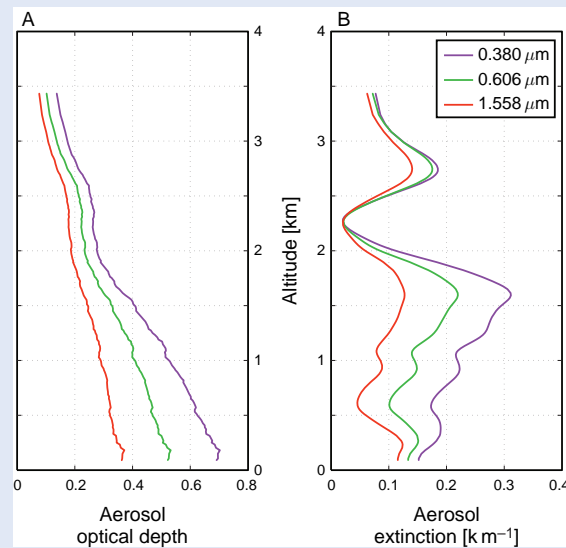 A
B
4
3
2
1
0
0
0.2
0.4
0.6
0.8
Aerosol
optical depth
Altitude [km]
0.380 μm
0.606 μm
1.558 μm
4
3
2
1
0
0
0.1
0.2
0.3
0.4
Aerosol
extinction [k m–1]